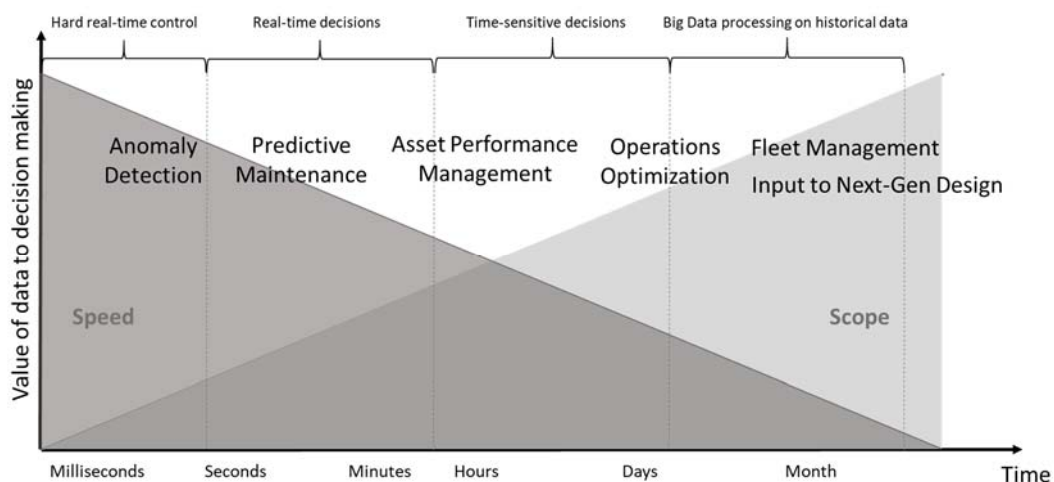 Hard real-time control
Real-time decisions
Time-sensitive decisions
Big Data processing on historical data
Value of data to decision making
Anomaly
Detection
Predictive
Maintenance
Asset Performance
Management
Operations
Optimization
Fleet Management
Input to Next-Gen Design
Speed
Scope
Milliseconds
Seconds
Minutes
Hours
Days
Month
Time